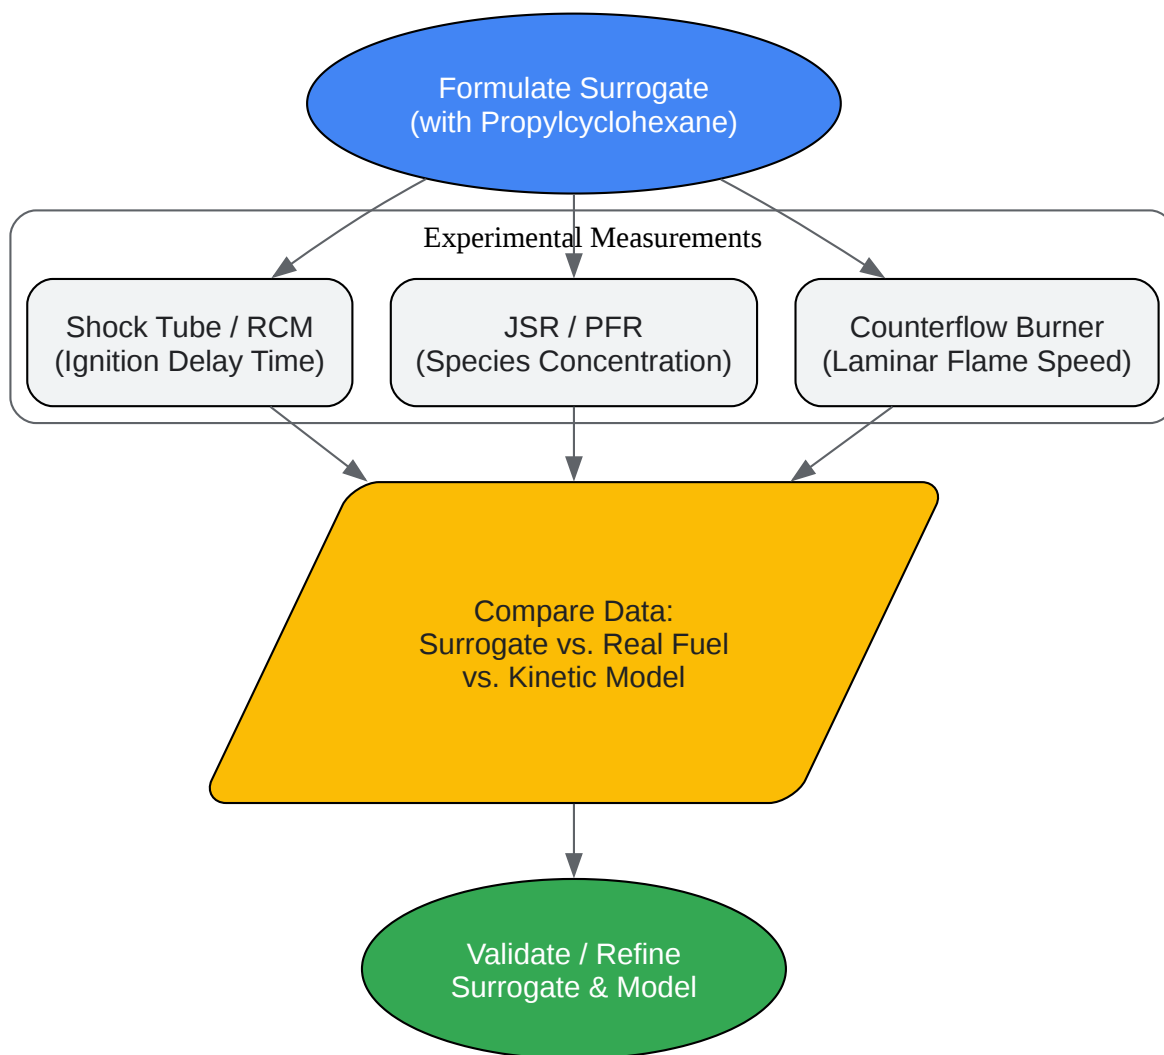 Formulate Surrogate
(with Propylcyclohexane)
Experimental Measurements
Shock Tube / RCM
(Ignition Delay Time)
JSR / PFR
(Species Concentration)
Counterflow Burner
(Laminar Flame Speed)
Compare Data:
Surrogate vs. Real Fuel
vs. Kinetic Model
Validate / Refine
Surrogate & Model